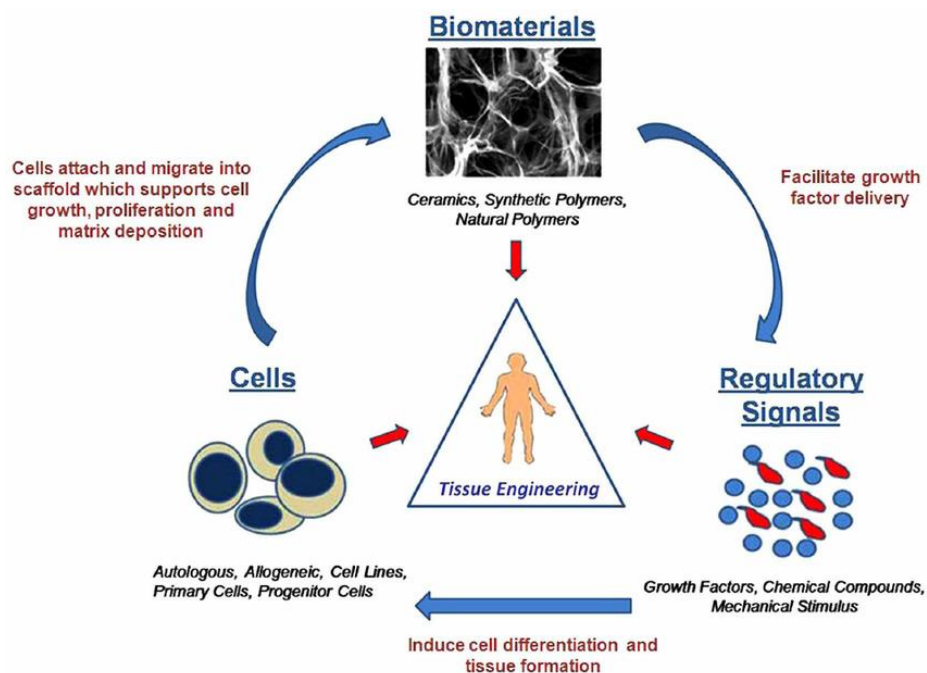 Biomaterials
Cells attach and migrate into
scaffold which supports cell
growth, proliferation and
matrix deposition
Ceramics, Synthetic Polymers,
Natural Polymers
Facilitate growth
factor delivery
Cells
Regulatory
Signals
Tissue Engineering
Autologous, Allogeneic, Cell Lines,
Primary Cells, Progenitor Cells
Growth Factors, Chemical Compounds,
Mechanical Stimulus
Induce cell differentiation and
tissue formation